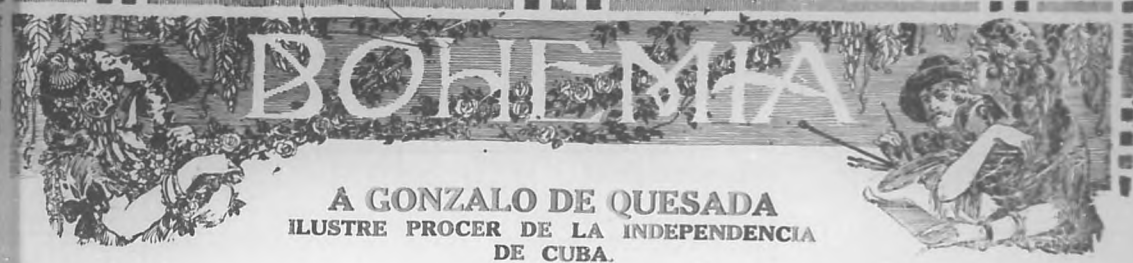 BOHEMIA
A GONZALO DE QUESADA
ILUSTRE PROCER DE LA INDEPENDENCIA
DE CUBA.